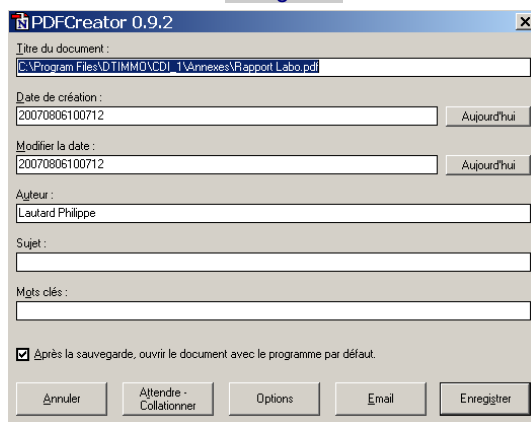 PDFCreator 0.9.2
Titre du document :
C:\Program Files\DTIMMO\CDI_1\Annexes\Rapport Labo.pdf
Date de création :
20070806100712
Aujourd'hui
Modifier la date :
20070806100712
Aujourd'hui
Auteur :
Lautard Philippe
Sujet :
Mots clés :
Après la sauvegarde, ouvrir le document avec le programme par défaut.
Annuler
Attendre -
Collationner
Options
Email
Enregistrer